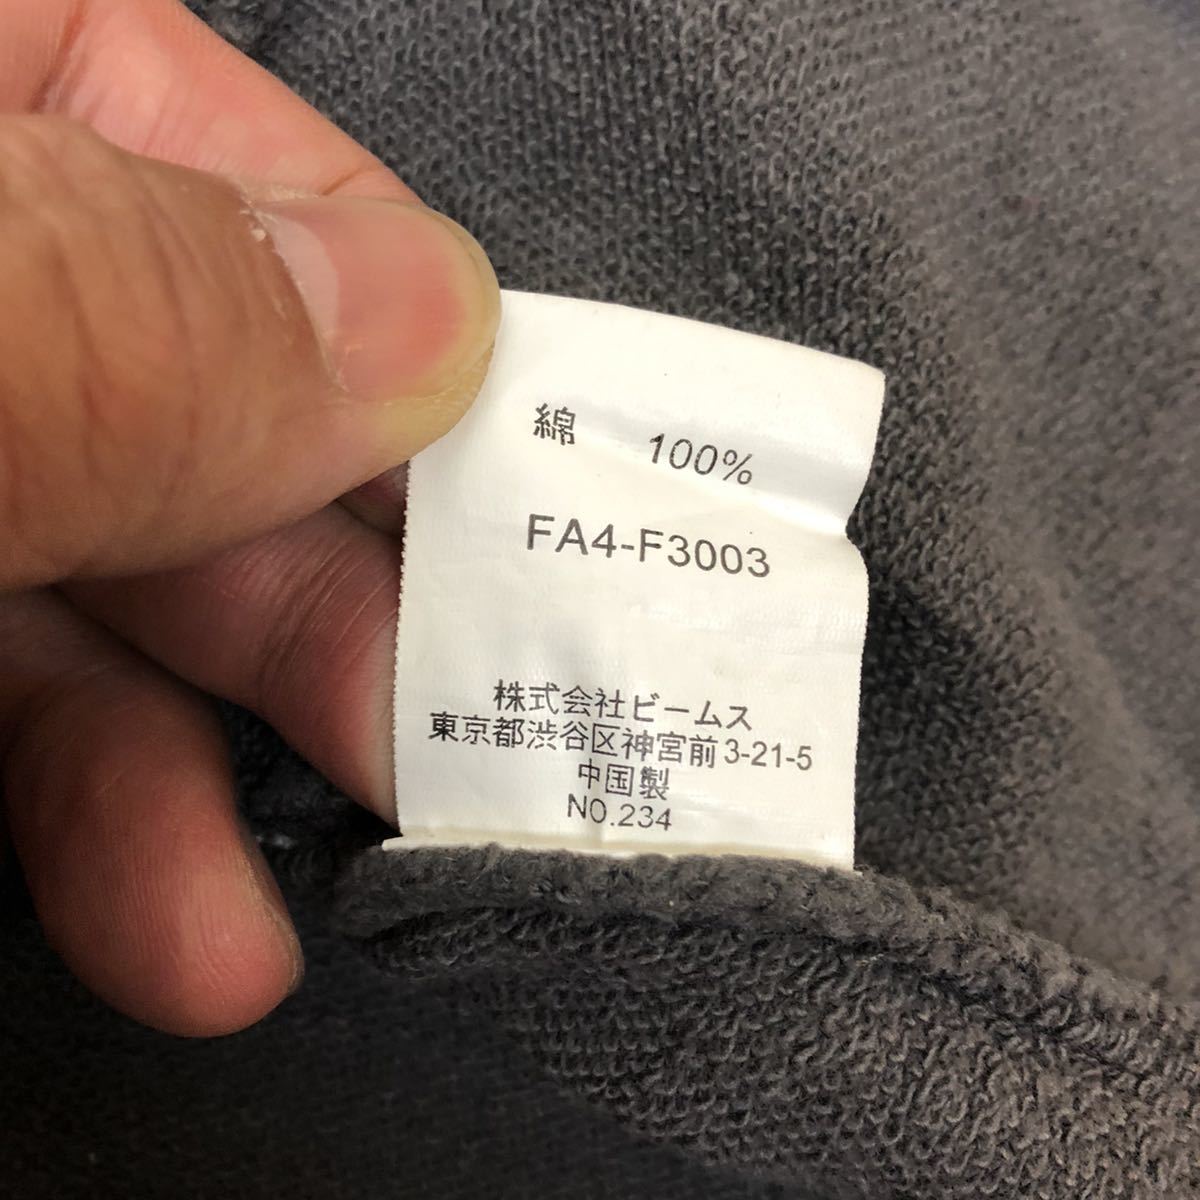 綿 100%
FA4-F3003
株式会社ビームス
東京都渋谷区神宮前3-21-5
中国製
NO.234